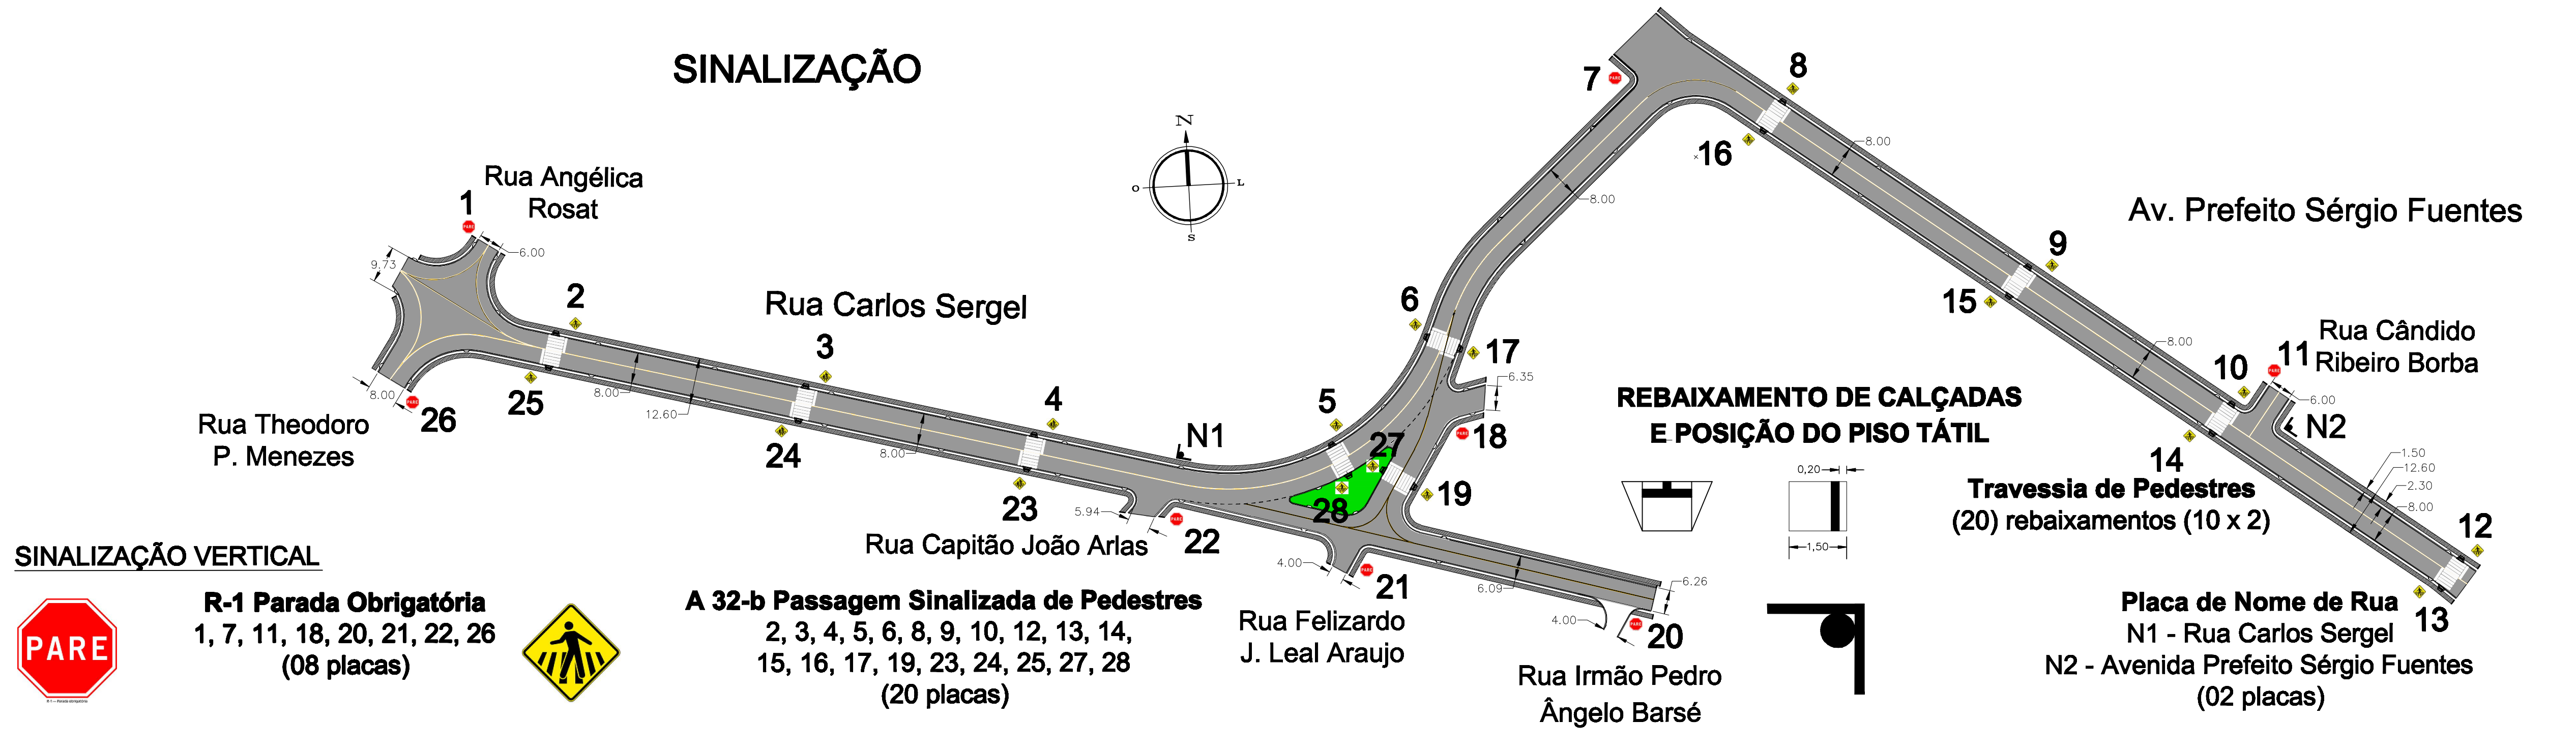 SINALIZAÇÃO
N
O
L
S
Rua Angélica
Rosat
1
6.00
9.73
8.00
Rua Theodoro
P. Menezes
26
2
25
Rua Carlos Sergel
3
24
8.00
12.60
4
23
8.00
N1
5.94
Rua Capitão João Arlas
22
5
6
27
28
17
6.35
18
19
4.00
21
Rua Felizardo
J. Leal Araujo
6.09
6.26
4.00
20
Rua Irmão Pedro
Ângelo Barsé
7
8.00
8
16
8.00
Av. Prefeito Sérgio Fuentes
9
15
8.00
Rua Cândido
Ribeiro Borba
10
11
6.00
N2
14
1.50
12.60
2.30
8.00
12
13
REBAIXAMENTO DE CALÇADAS
E POSIÇÃO DO PISO TÁTIL
0,20
1,50
Travessia de Pedestres
(20) rebaixamentos (10 x 2)
SINALIZAÇÃO VERTICAL
PARE
R-1 Parada Obrigatória
1, 7, 11, 18, 20, 21, 22, 26
(08 placas)
A 32-b Passagem Sinalizada de Pedestres
2, 3, 4, 5, 6, 8, 9, 10, 12, 13, 14,
15, 16, 17, 19, 23, 24, 25, 27, 28
(20 placas)
Placa de Nome de Rua
N1 - Rua Carlos Sergel
N2 - Avenida Prefeito Sérgio Fuentes
(02 placas)